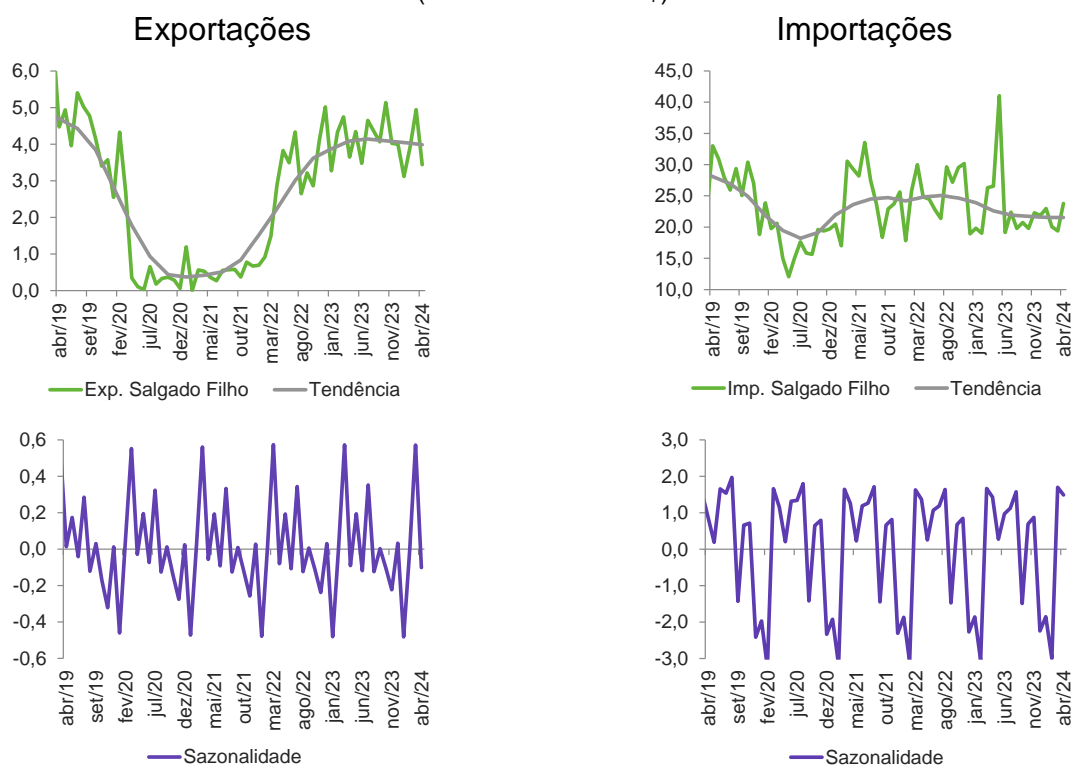 Exportações
6,0
5,0
4,0
3,0
2,0
1,0
0,0
abr/19
set/19
fev/20
jul/20
dez/20
mai/21
out/21
mar/22
ago/22
jan/23
jun/23
nov/23
abr/24
Exp. Salgado Filho
Tendência
Importações
45,0
40,0
35,0
30,0
25,0
20,0
15,0
10,0
abr/19
set/19
fev/20
jul/20
dez/20
mai/21
out/21
mar/22
ago/22
jan/23
jun/23
nov/23
abr/24
Imp. Salgado Filho
Tendência
0,6
0,4
0,2
0,0
-0,2
-0,4
-0,6
abr/19
set/19
fev/20
jul/20
dez/20
mai/21
out/21
mar/22
ago/22
jan/23
jun/23
nov/23
abr/24
Sazonalidade
3,0
2,0
1,0
0,0
-1,0
-2,0
-3,0
abr/19
set/19
fev/20
jul/20
dez/20
mai/21
out/21
mar/22
ago/22
jan/23
jun/23
nov/23
abr/24
Sazonalidade